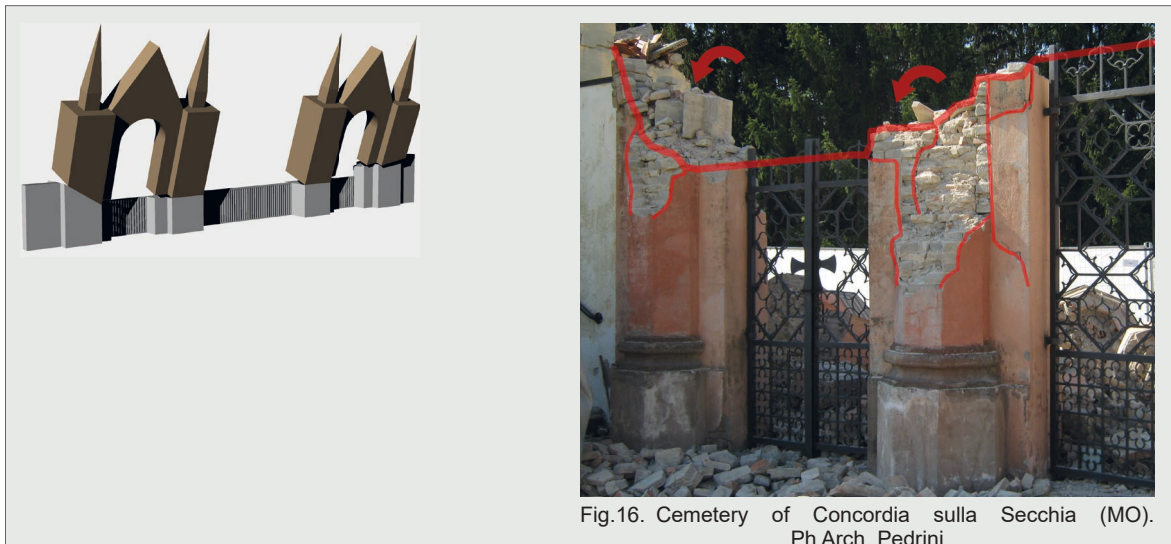 Fig.16. Cemetery of Concordia sulla Secchia (MO).
Ph Arch. Pedrini